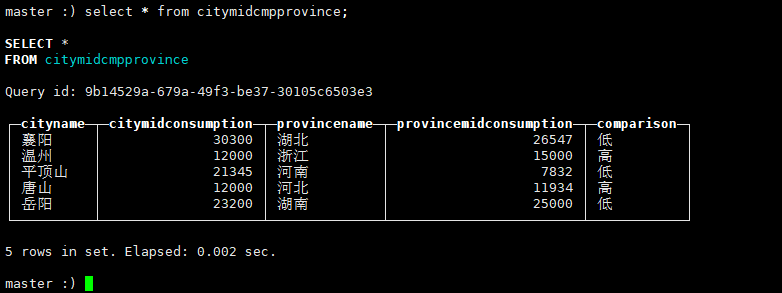 master :) select * from citymidcmpprovince;
SELECT *
FROM citymidcmpprovince
Query id: 9b14529a-679a-49f3-be37-30105c6503e3
cityname citymidconsumption provincename provincemidconsumption comparison
襄阳 30300 湖北 26547 低
温州 12000 浙江 15000 高
平顶山 21345 河南 7832 低
唐山 12000 河北 11934 高
岳阳 23200 湖南 25000 低
5 rows in set. Elapsed: 0.002 sec.
master :)